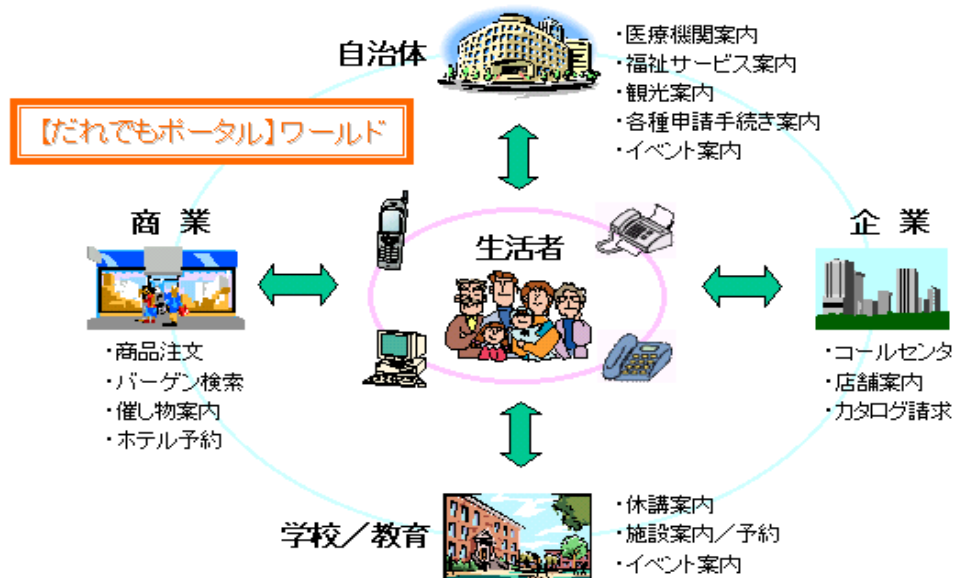 自治体
・医療機関案内
・福祉サービス案内
・観光案内
・各種申請手続き案内
・イベント案内
【だれでもポータル】ワールド
商 業
・商品注文
・バーゲン検索
・催し物案内
・ホテル予約
生活者
企 業
・コールセンタ
・店舗案内
・カタログ請求
学校／教育
・休講案内
・施設案内／予約
・イベント案内